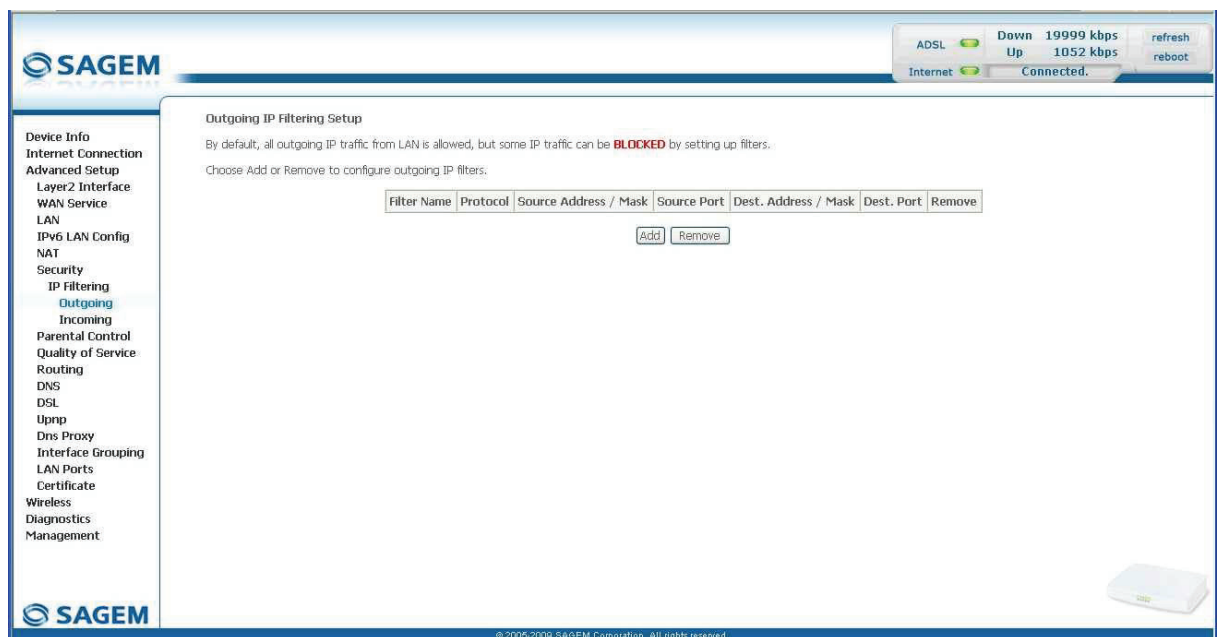 SAGEM
ADSL
Down 19999 kbps
Up 1052 kbps
Internet
Connected.
refresh
reboot
Device Info
Internet Connection
Advanced Setup
Layer2 Interface
WAN Service
LAN
IPv6 LAN Config
NAT
Security
IP Filtering
Outgoing
Incoming
Parental Control
Quality of Service
Routing
DNS
DSL
Upnp
Dns Proxy
Interface Grouping
LAN Ports
Certificate
Wireless
Diagnostics
Management
Outgoing IP Filtering Setup
By default, all outgoing IP traffic from LAN is allowed, but some IP traffic can be BLOCKED by setting up filters.
Choose Add or Remove to configure outgoing IP filters.
Filter Name Protocol Source Address / Mask Source Port Dest. Address / Mask Dest. Port Remove
Add Remove
SAGEM
© 2005-2009 SAGEM Corporation. All rights reserved.